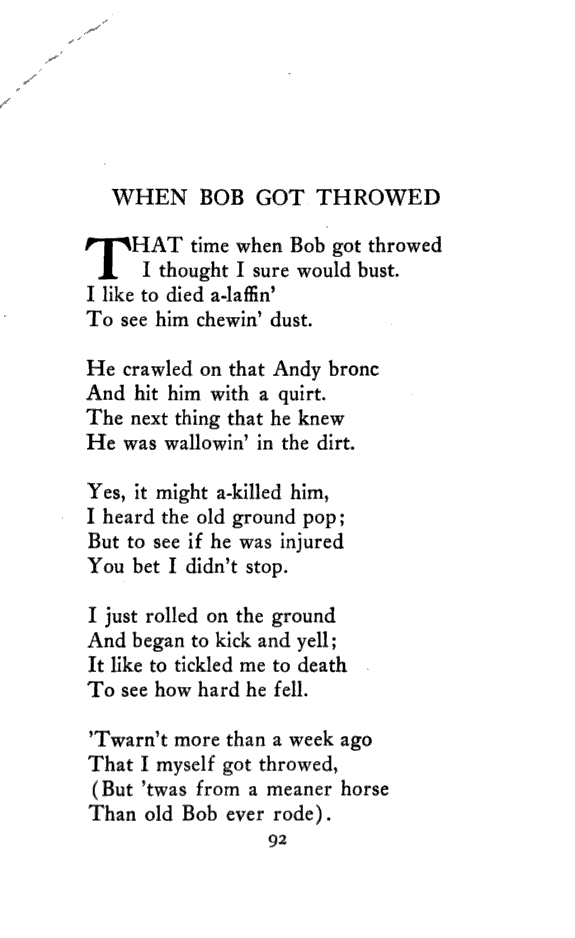 WHEN BOB GOT THROWED
THAT time when Bob got throwed
I thought I sure would bust.
I like to died a-laffin'
To see him chewin' dust.
He crawled on that Andy bronc
And hit him with a quirt.
The next thing that he knew
He was wallowin' in the dirt.
Yes, it might a-killed him,
I heard the old ground pop;
But to see if he was injured
You bet I didn't stop.
I just rolled on the ground
And began to kick and yell;
It like to tickled me to death
To see how hard he fell.
'Twarn't more than a week ago
That I myself got throwed,
(But 'twas from a meaner horse
Than old Bob ever rode).
92